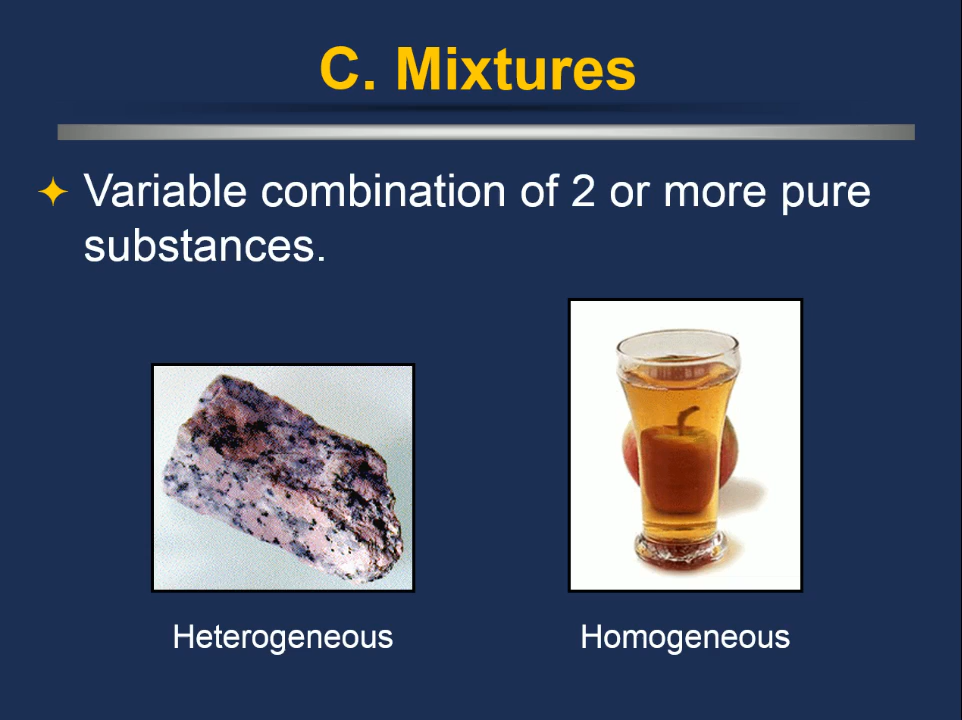 C. Mixtures
Variable combination of 2 or more pure
substances.
Heterogeneous
Homogeneous